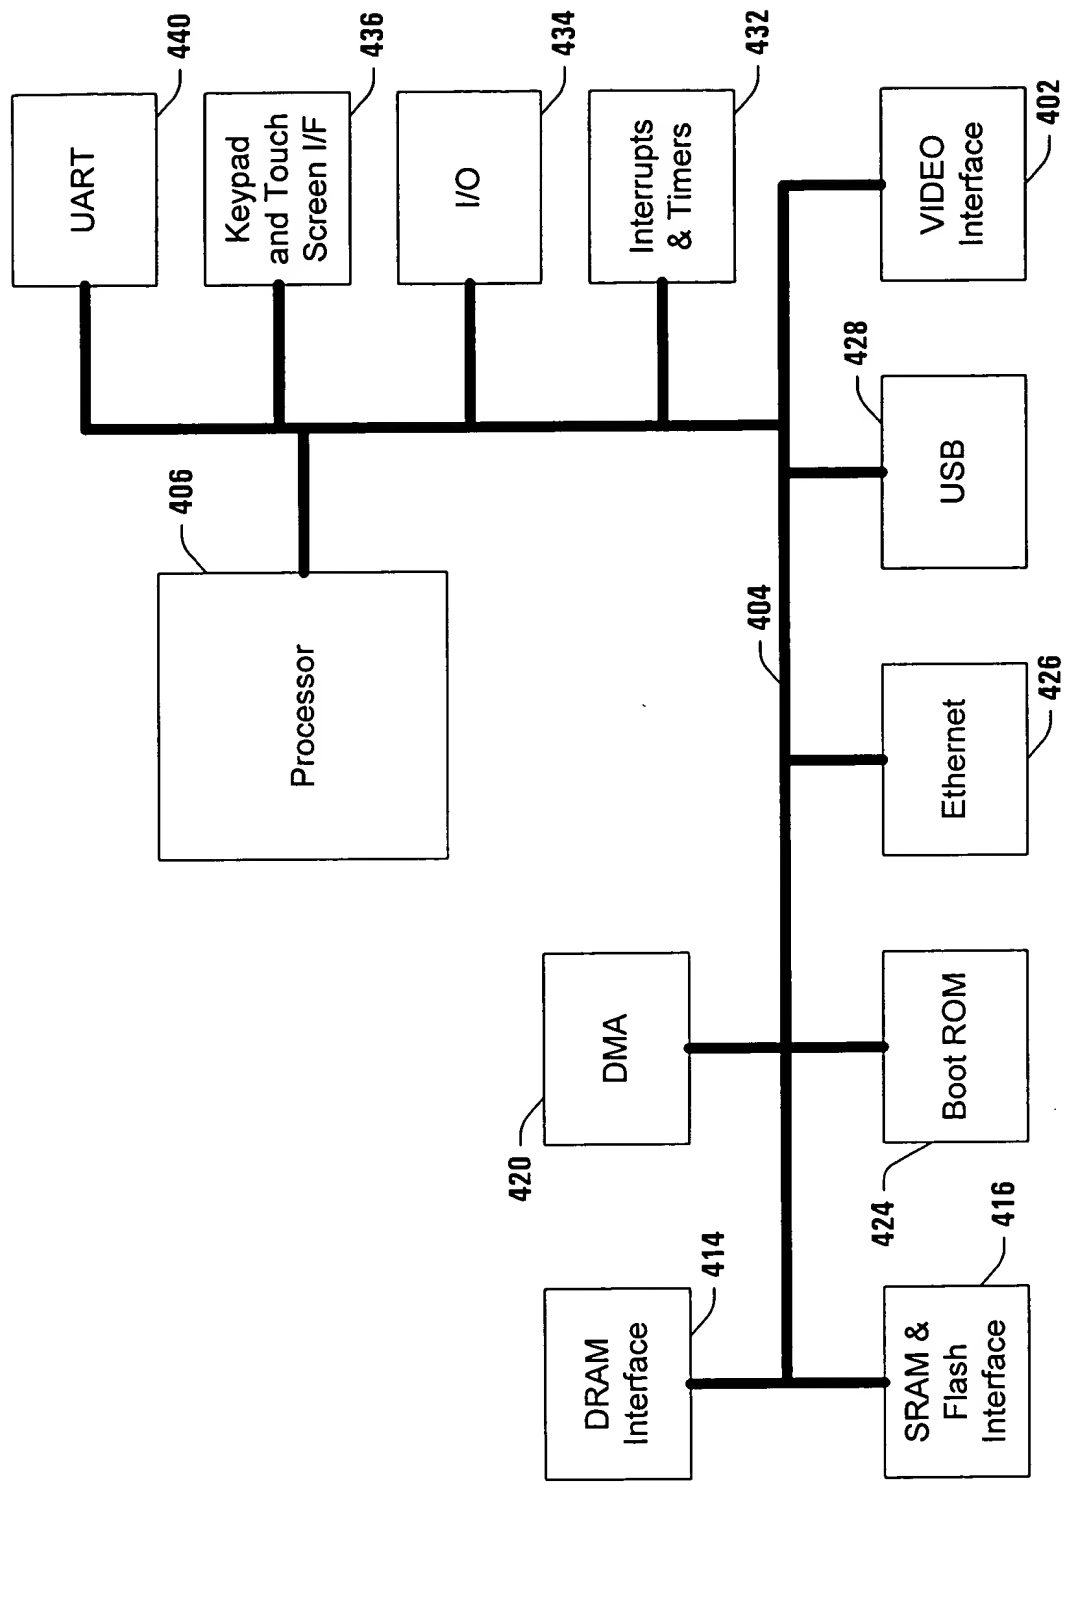 UART
440
406
Processor
Keypad
and Touch
Screen I/F
436
I/O
434
420
DRAM
Interface
414
DMA
Interrupts
& Timers
432
404
428
424
SRAM &
Flash
Interface
416
Boot ROM
Ethernet
426
USB
VIDEO
Interface
402